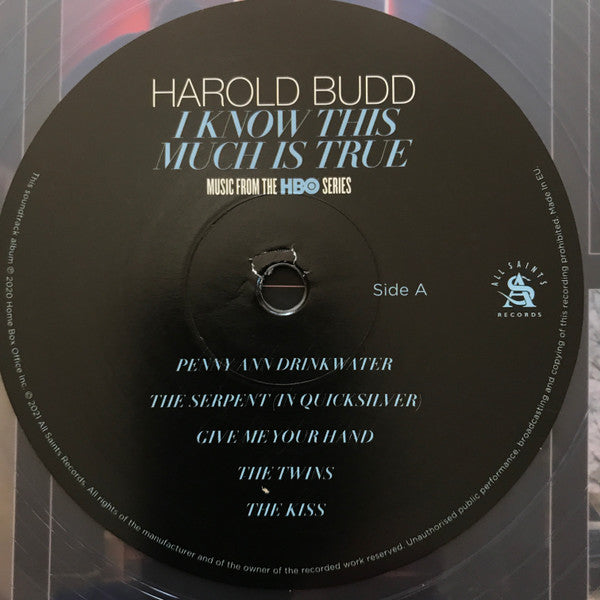 HAROLD BUDD
I KNOW THIS
MUCH IS TRUE
MUSIC FROM THE HBO SERIES
Side A
ALL SAINTS
AS
RECORDS
PENNY ANN DRINKWATER
THE SERPENT (IN QUICKSILVER)
GIVE ME YOUR HAND
THE TWINS
THE KISS
This soundtrack album ℗ 2020 Home Box Office Inc. © 2021 All Saints Records. All rights of the manufacturer and of the owner of the recorded work reserved. Unauthorised public performance, broadcasting and copying of this recording prohibited. Made in EU.